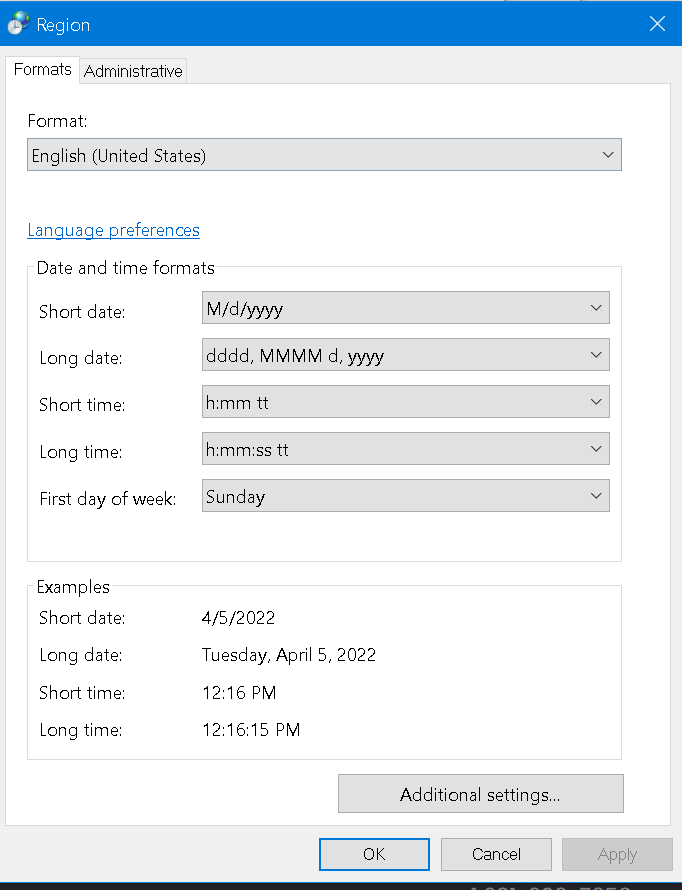 Region
Formats
Administrative
Format:
English (United States)
Language preferences
Date and time formats
Short date: M/d/yyyy
Long date: dddd, MMMM d, yyyy
Short time: h:mm tt
Long time: h:mm:ss tt
First day of week: Sunday
Examples
Short date: 4/5/2022
Long date: Tuesday, April 5, 2022
Short time: 12:16 PM
Long time: 12:16:15 PM
Additional settings...
OK
Cancel
Apply